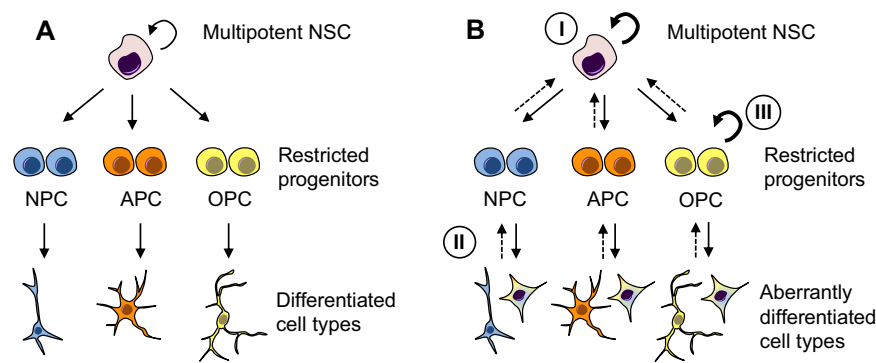 A
Multipotent NSC
Restricted
progenitors
NPC APC OPC
Differentiated
cell types
B
I
Multipotent NSC
III
Restricted
progenitors
NPC APC OPC
II
Aberrantly
differentiated
cell types